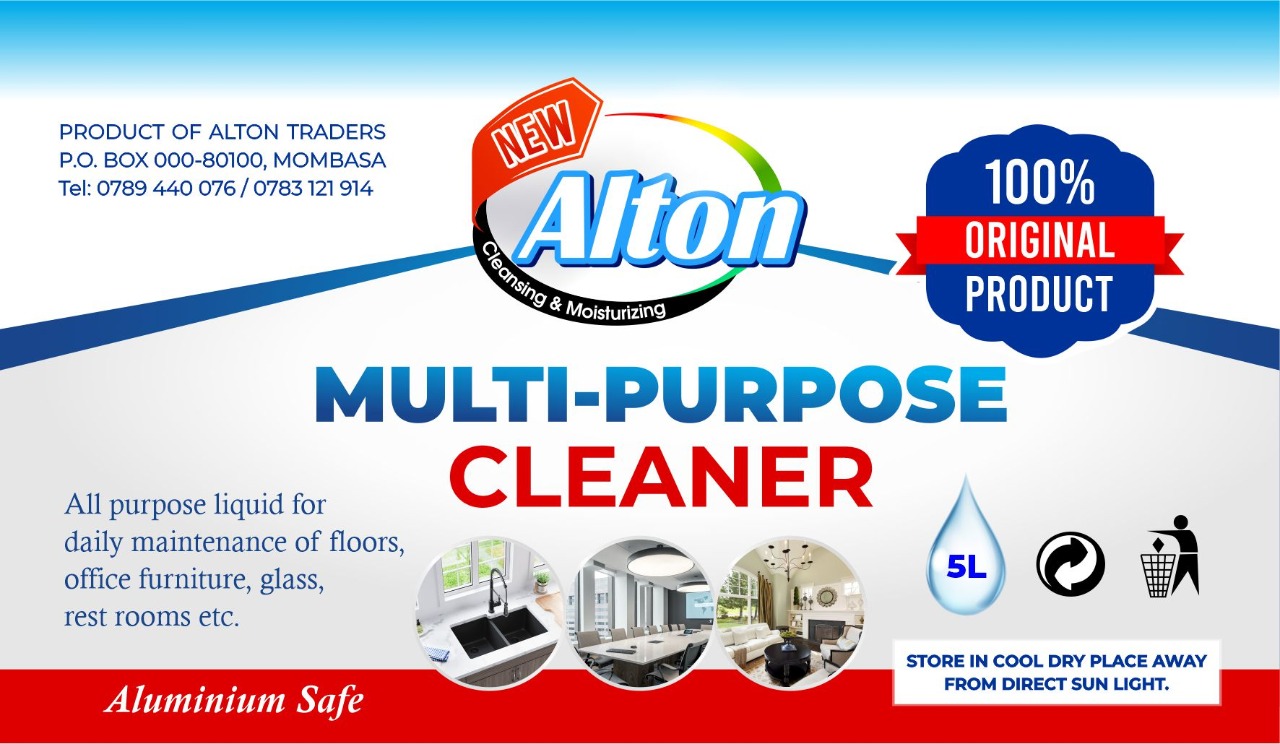 PRODUCT OF ALTON TRADERS
P.O. BOX 000-80100, MOMBASA
Tel: 0789 440 076 / 0783 121 914
NEW
Alton
Cleansing & Moisturizing
100%
ORIGINAL
PRODUCT
MULTI-PURPOSE
CLEANER
All purpose liquid for
daily maintenance of floors,
office furniture, glass,
rest rooms etc.
5L
STORE IN COOL DRY PLACE AWAY
FROM DIRECT SUN LIGHT.
Aluminium Safe